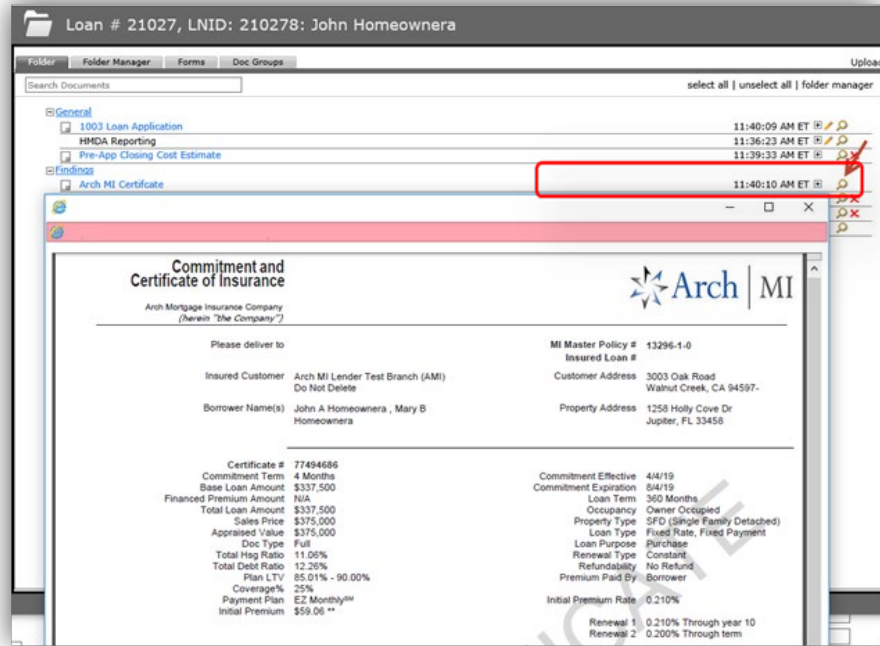 Loan # 21027, LNID: 210278: John Homeownera
Folder Folder Manager Forms Doc Groups Upload
Search Documents select all | unselect all | folder manager
General
1003 Loan Application 11:40:09 AM ET
HMDA Reporting 11:36:23 AM ET
Pre-App Closing Cost Estimate 11:39:33 AM ET
Findings
Arch MI Certifcate 11:40:10 AM ET
Commitment and
Certificate of Insurance
Arch | MI
Arch Mortgage Insurance Company
(herein "the Company")
Please deliver to MI Master Policy # 13296-1-0
Insured Loan #
Insured Customer Arch MI Lender Test Branch (AMI) Customer Address 3003 Oak Road
Do Not Delete Walnut Creek, CA 94597-
Borrower Name(s) John A Homeownera , Mary B Property Address 1258 Holly Cove Dr
Homeownera Jupiter, FL 33458
Certificate # 77494686
Commitment Term 4 Months Commitment Effective 4/4/19
Base Loan Amount $337,500 Commitment Expiration 8/4/19
Financed Premium Amount N/A Loan Term 360 Months
Total Loan Amount $337,500 Occupancy Owner Occupied
Sales Price $375,000 Property Type SFD (Single Family Detached)
Appraised Value $375,000 Loan Type Fixed Rate, Fixed Payment
Doc Type Full Loan Purpose Purchase
Total Hsg Ratio 11.06% Renewal Type Constant
Total Debt Ratio 12.26% Refundability No Refund
Plan LTV 85.01% - 90.00% Premium Paid By Borrower
Coverage% 25%
Payment Plan EZ Monthly℠ Initial Premium Rate 0.210%
Initial Premium $59.06 **
Renewal 1 0.210% Through year 10
Renewal 2 0.200% Through term